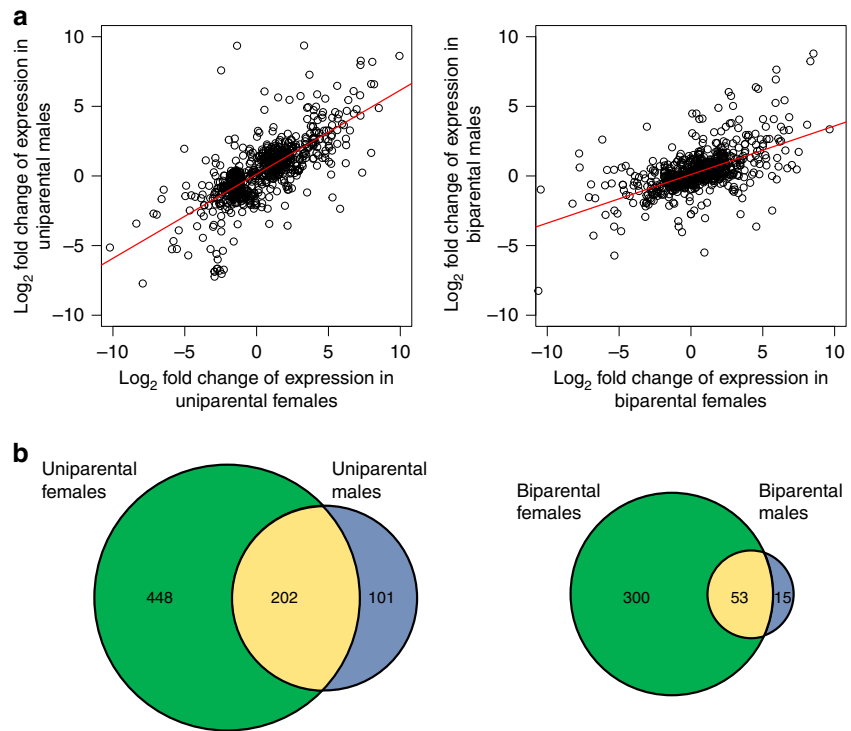 a
Log₂ fold change of expression in
uniparental males
10
5
0
−5
−10
−10 −5 0 5 10
Log₂ fold change of expression in
uniparental females
Log₂ fold change of expression in
biparental males
10
5
0
−5
−10
−10 −5 0 5 10
Log₂ fold change of expression in
biparental females
b
Uniparental
females
Uniparental
males
448
202
101
Biparental
females
Biparental
males
300
53
15